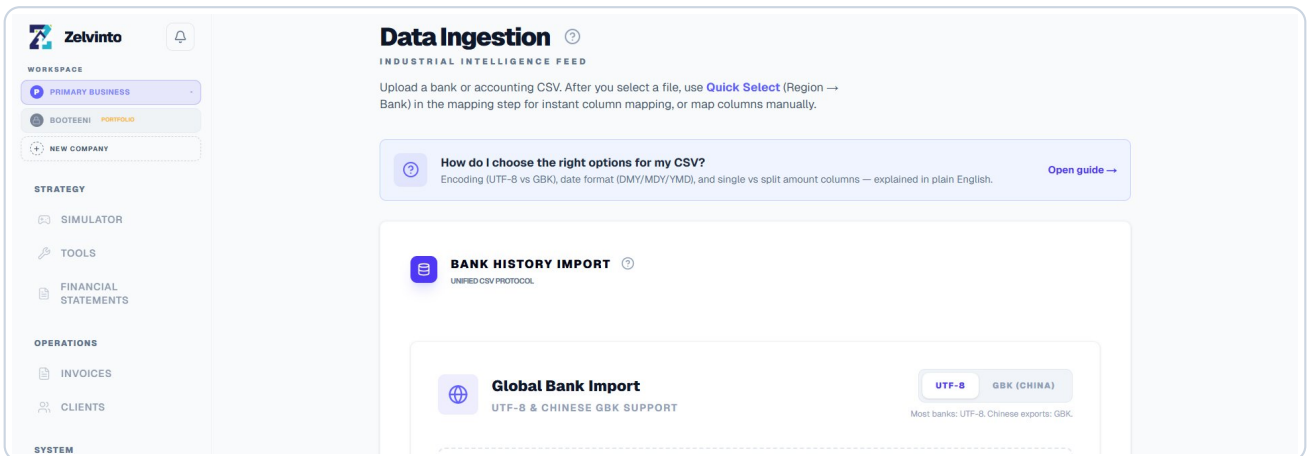 Zelvinto
WORKSPACE
P PRIMARY BUSINESS
BOOTEENI PORTFOLIO
+ NEW COMPANY
STRATEGY
SIMULATOR
TOOLS
FINANCIAL
STATEMENTS
OPERATIONS
INVOICES
CLIENTS
SYSTEM
Data Ingestion ?
INDUSTRIAL INTELLIGENCE FEED
Upload a bank or accounting CSV. After you select a file, use Quick Select (Region →
Bank) in the mapping step for instant column mapping, or map columns manually.
? How do I choose the right options for my CSV?
Encoding (UTF-8 vs GBK), date format (DMY/MDY/YMD), and single vs split amount columns — explained in plain English.
Open guide →
BANK HISTORY IMPORT ?
UNIFIED CSV PROTOCOL
Global Bank Import
UTF-8 & CHINESE GBK SUPPORT
UTF-8 GBK (CHINA)
Most banks: UTF-8. Chinese exports: GBK.